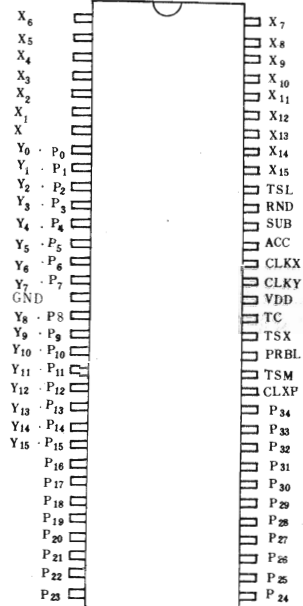 X6
X5
X4
X3
X2
X1
X
Y0 · P0
Y1 · P1
Y2 · P2
Y3 · P3
Y4 · P4
Y5 · P5
Y6 · P6
Y7 · P7
GND
Y8 · P8
Y9 · P9
Y10 · P10
Y11 · P11
Y12 · P12
Y13 · P13
Y14 · P14
Y15 · P15
P16
P17
P18
P19
P20
P21
P22
P23
X7
X8
X9
X10
X11
X12
X13
X14
X15
TSL
RND
SUB
ACC
CLKX
CLKY
VDD
TC
TSX
PRBL
TSM
CLXP
P34
P33
P32
P31
P30
P29
P28
P27
P26
P25
P24